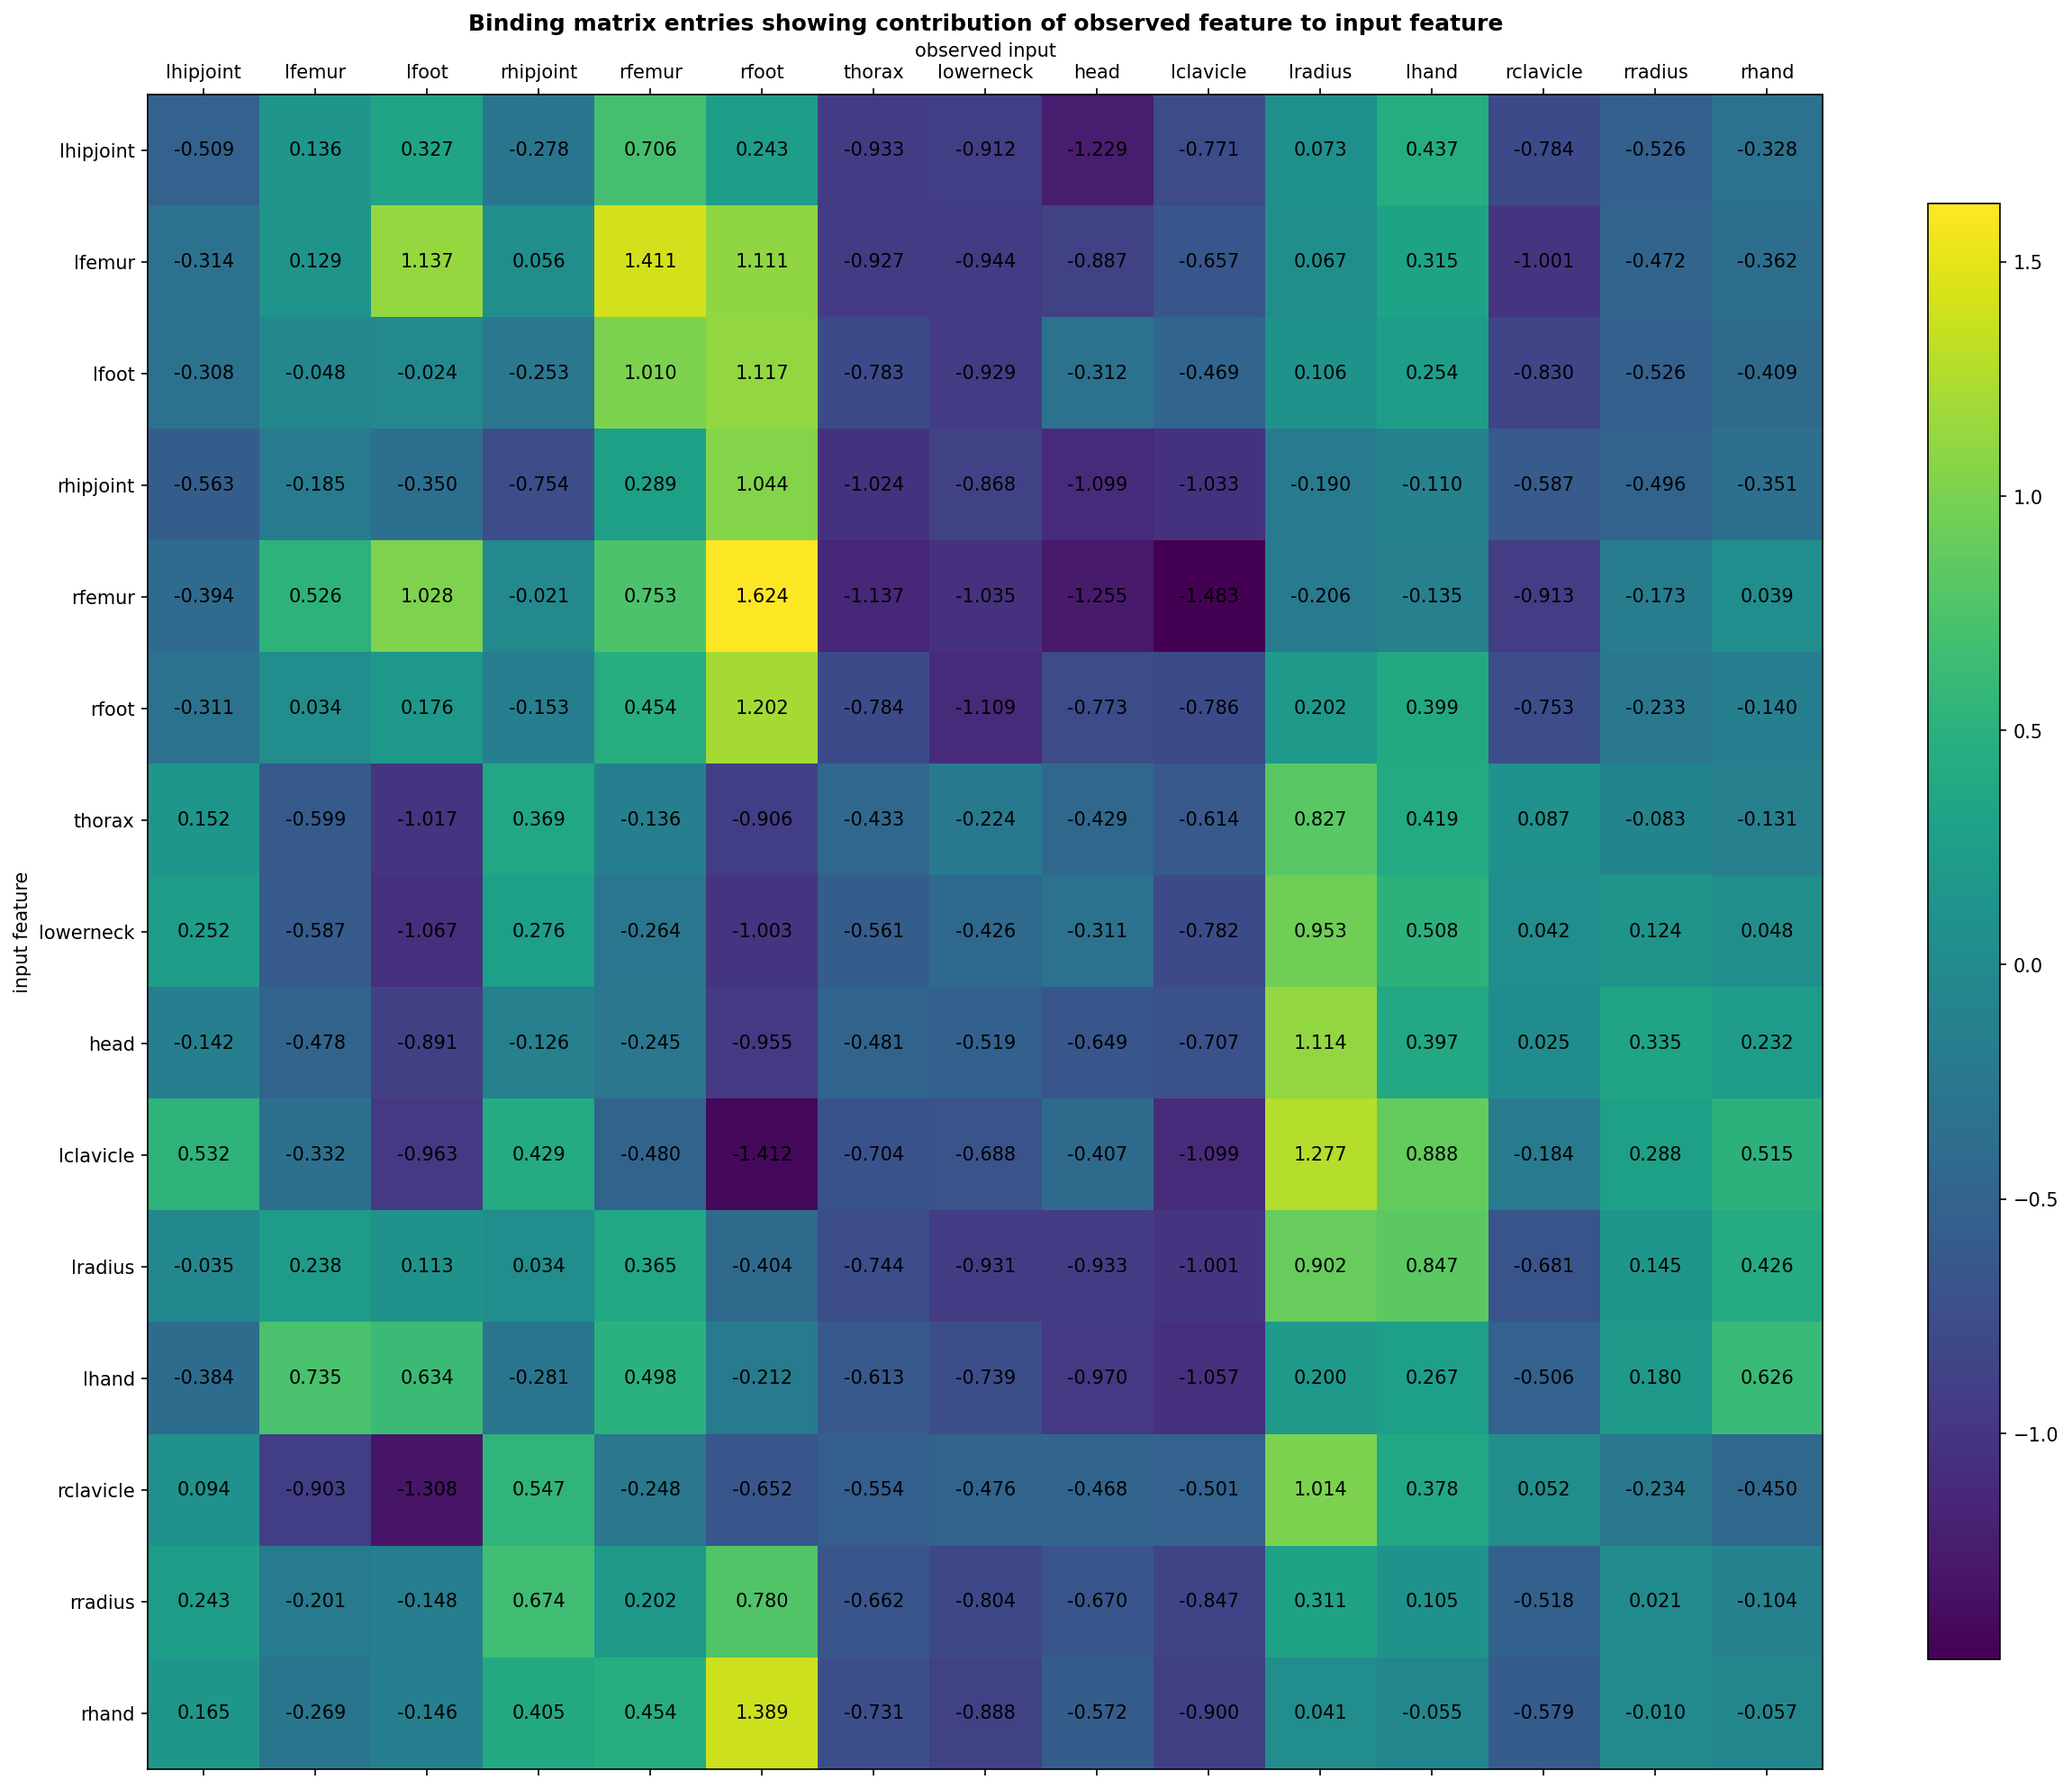 Binding matrix entries showing contribution of observed feature to input feature
observed input
lhipjoint lfemur lfoot rhipjoint rfemur rfoot thorax lowerneck head lclavicle lradius lhand rclavicle rradius rhand
lhipjoint -0.509 0.136 0.327 -0.278 0.706 0.243 -0.933 -0.912 -1.229 -0.771 0.073 0.437 -0.784 -0.526 -0.328
lfemur -0.314 0.129 1.137 0.056 1.411 1.111 -0.927 -0.944 -0.887 -0.657 0.067 0.315 -1.001 -0.472 -0.362
lfoot -0.308 -0.048 -0.024 -0.253 1.010 1.117 -0.783 -0.929 -0.312 -0.469 0.106 0.254 -0.830 -0.526 -0.409
rhipjoint -0.563 -0.185 -0.350 -0.754 0.289 1.044 -1.024 -0.868 -1.099 -1.033 -0.190 -0.110 -0.587 -0.496 -0.351
rfemur -0.394 0.526 1.028 -0.021 0.753 1.624 -1.137 -1.035 -1.255 -1.483 -0.206 -0.135 -0.913 -0.173 0.039
rfoot -0.311 0.034 0.176 -0.153 0.454 1.202 -0.784 -1.109 -0.773 -0.786 0.202 0.399 -0.753 -0.233 -0.140
thorax 0.152 -0.599 -1.017 0.369 -0.136 -0.906 -0.433 -0.224 -0.429 -0.614 0.827 0.419 0.087 -0.083 -0.131
lowerneck 0.252 -0.587 -1.067 0.276 -0.264 -1.003 -0.561 -0.426 -0.311 -0.782 0.953 0.508 0.042 0.124 0.048
head -0.142 -0.478 -0.891 -0.126 -0.245 -0.955 -0.481 -0.519 -0.649 -0.707 1.114 0.397 0.025 0.335 0.232
lclavicle 0.532 -0.332 -0.963 0.429 -0.480 -1.412 -0.704 -0.688 -0.407 -1.099 1.277 0.888 -0.184 0.288 0.515
lradius -0.035 0.238 0.113 0.034 0.365 -0.404 -0.744 -0.931 -0.933 -1.001 0.902 0.847 -0.681 0.145 0.426
lhand -0.384 0.735 0.634 -0.281 0.498 -0.212 -0.613 -0.739 -0.970 -1.057 0.200 0.267 -0.506 0.180 0.626
rclavicle 0.094 -0.903 -1.308 0.547 -0.248 -0.652 -0.554 -0.476 -0.468 -0.501 1.014 0.378 0.052 -0.234 -0.450
rradius 0.243 -0.201 -0.148 0.674 0.202 0.780 -0.662 -0.804 -0.670 -0.847 0.311 0.105 -0.518 0.021 -0.104
rhand 0.165 -0.269 -0.146 0.405 0.454 1.389 -0.731 -0.888 -0.572 -0.900 0.041 -0.055 -0.579 -0.010 -0.057
input feature
1.5
1.0
0.5
0.0
−0.5
−1.0